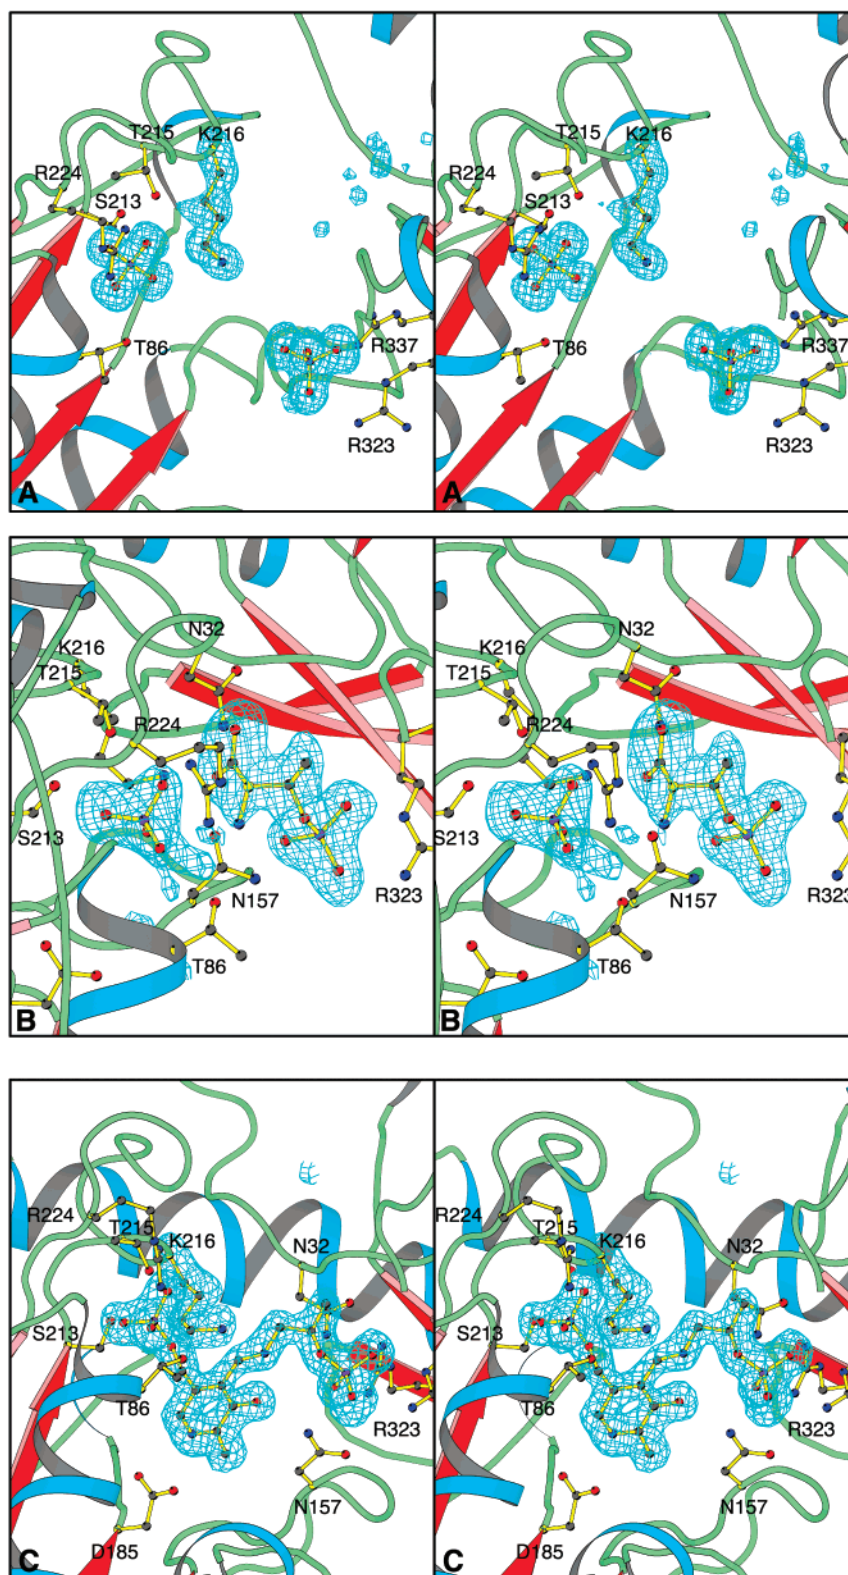 T215 K216 T215 K216
R224 R224
S213 S213
T86 R337 T86 R337
R323 R323
A A
N32 N32
K216 K216
T215 T215
R224 R224
S213 S213
N157 R323 N157 R323
T86 T86
B B
R224 T215 K216 N32 R224 T215 K216 N32
S213 S213
T86 R323 T86 R323
N157 N157
D185 D185
C C